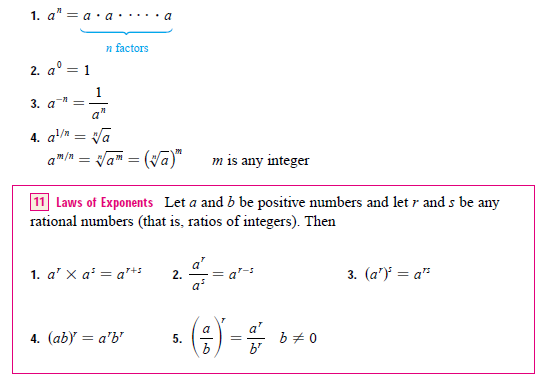 1. aⁿ = a · a · · · · · a
n factors
2. a⁰ = 1
3. a⁻ⁿ = 1/aⁿ
4. a^(1/n) = ⁿ√a
a^(m/n) = ⁿ√(aᵐ) = (ⁿ√a)ᵐ m is any integer
11 Laws of Exponents Let a and b be positive numbers and let r and s be any
rational numbers (that is, ratios of integers). Then
1. aʳ × aˢ = aʳ⁺ˢ 2. aʳ/aˢ = aʳ⁻ˢ 3. (aʳ)ˢ = aʳˢ
4. (ab)ʳ = aʳbʳ 5. (a/b)ʳ = aʳ/bʳ b ≠ 0